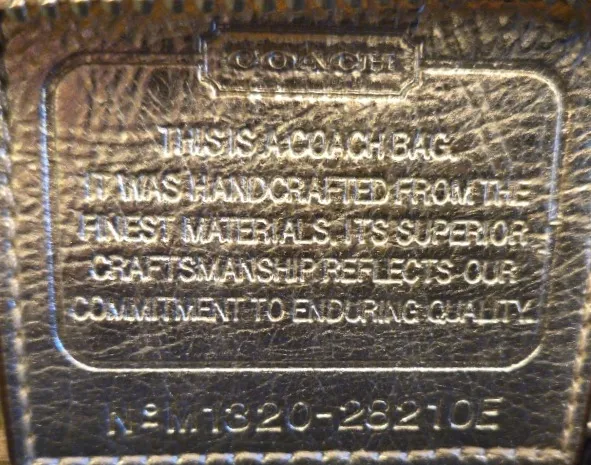 COACH
THIS IS A COACH BAG.
IT WAS HANDCRAFTED FROM THE
FINEST MATERIALS. ITS SUPERIOR
CRAFTSMANSHIP REFLECTS OUR
COMMITMENT TO ENDURING QUALITY.
Nº M1320-28210E